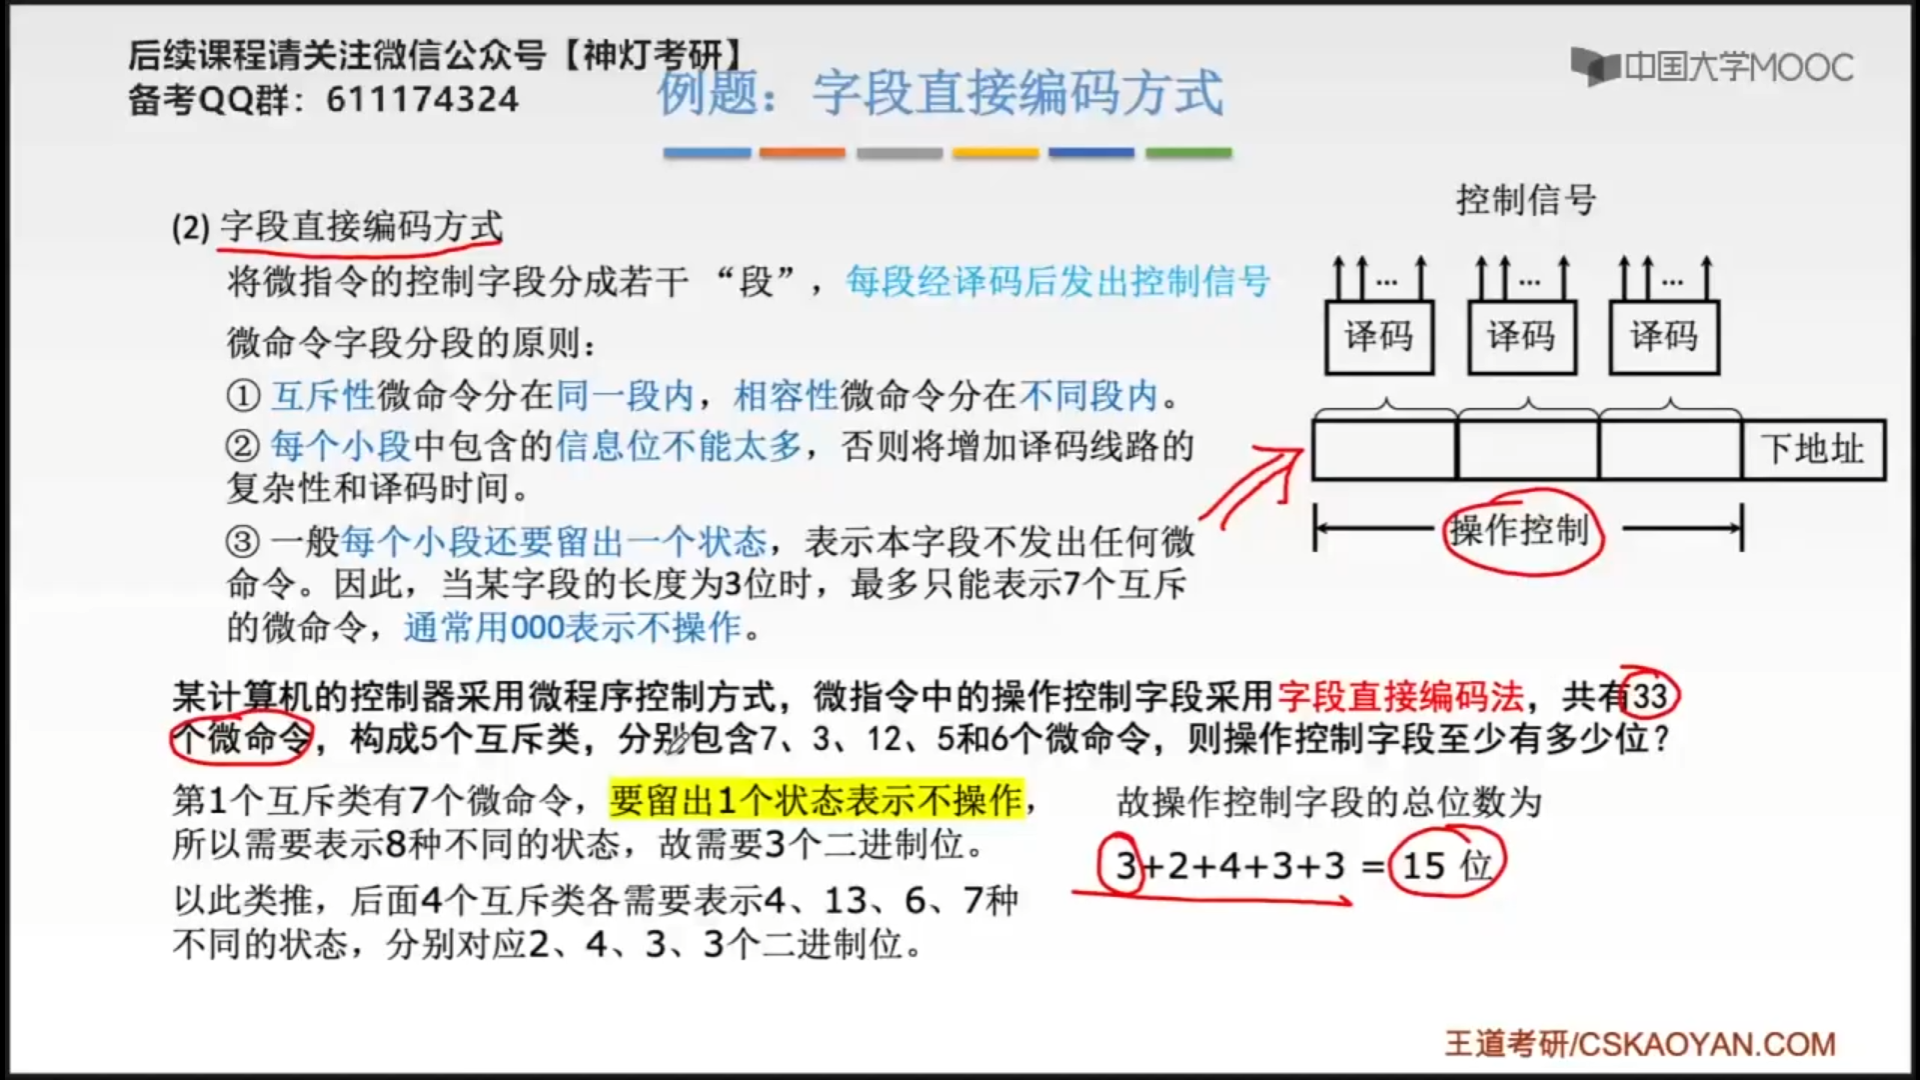 后续课程请关注微信公众号【神灯考研】
备考QQ群：611174324
中国大学MOOC
例题：字段直接编码方式
(2) 字段直接编码方式
将微指令的控制字段分成若干 “段”，每段经译码后发出控制信号
微命令字段分段的原则：
① 互斥性微命令分在同一段内，相容性微命令分在不同段内。
② 每个小段中包含的信息位不能太多，否则将增加译码线路的
复杂性和译码时间。
③ 一般每个小段还要留出一个状态，表示本字段不发出任何微
命令。因此，当某字段的长度为3位时，最多只能表示7个互斥
的微命令，通常用000表示不操作。
控制信号
... ... ...
译码 译码 译码
下地址
操作控制
某计算机的控制器采用微程序控制方式，微指令中的操作控制字段采用字段直接编码法，共有33
个微命令，构成5个互斥类，分别包含7、3、12、5和6个微命令，则操作控制字段至少有多少位？
第1个互斥类有7个微命令，要留出1个状态表示不操作，
所以需要表示8种不同的状态，故需要3个二进制位。
以此类推，后面4个互斥类各需要表示4、13、6、7种
不同的状态，分别对应2、4、3、3个二进制位。
故操作控制字段的总位数为
3+2+4+3+3 = 15 位
王道考研/CSKAOYAN.COM